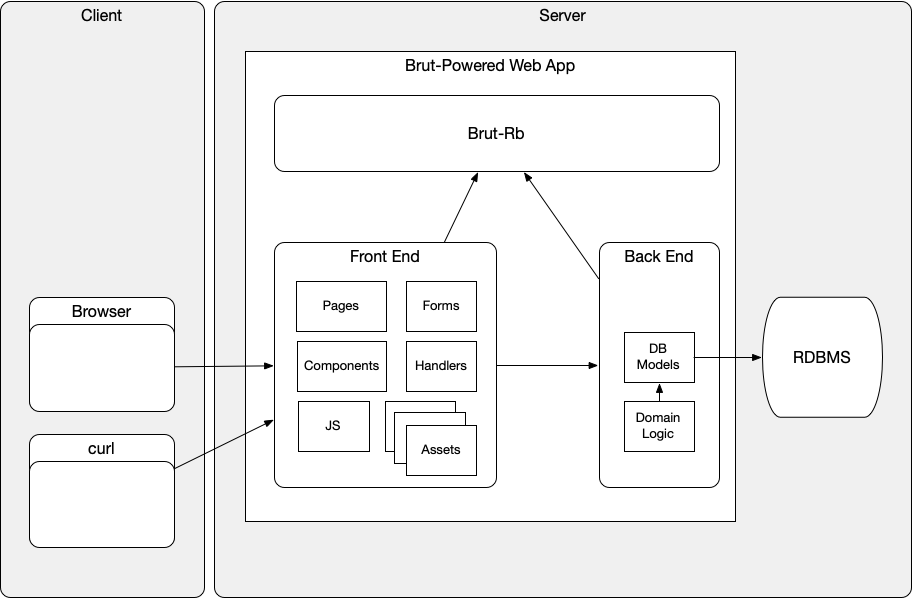 Client
Server
Brut-Powered Web App
Brut-Rb
Front End
Back End
Pages
Forms
Browser
Components
Handlers
DB
Models
RDBMS
JS
Assets
Domain
Logic
curl